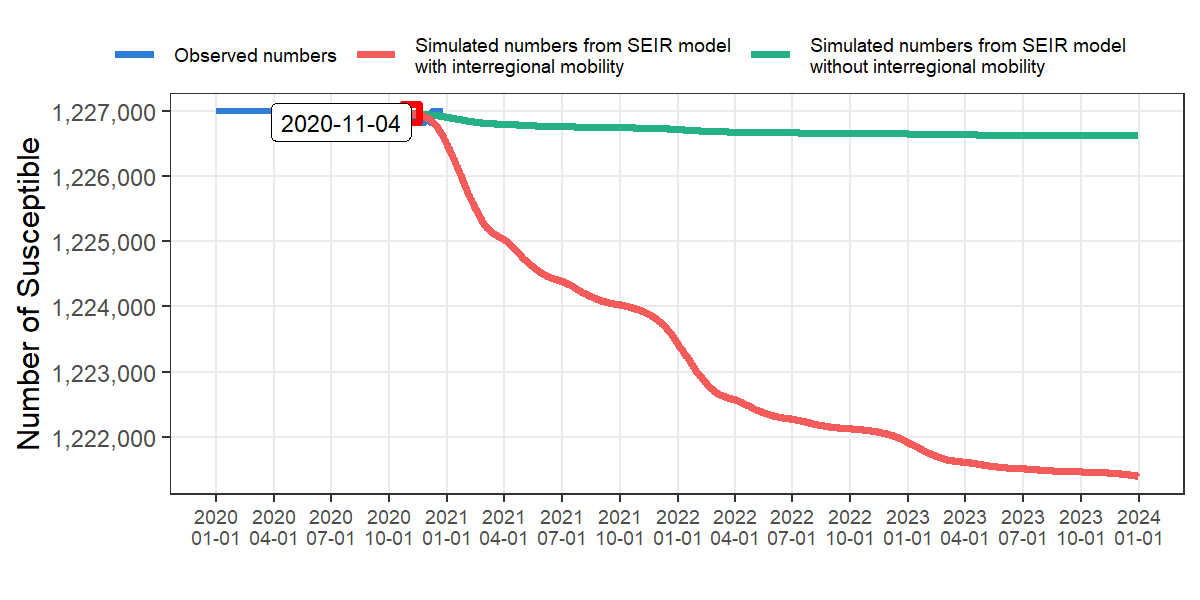 Observed numbers
Simulated numbers from SEIR model
with interregional mobility
Simulated numbers from SEIR model
without interregional mobility
Number of Susceptible
1,227,000
1,226,000
1,225,000
1,224,000
1,223,000
1,222,000
2020-11-04
2020 2020 2020 2020 2021 2021 2021 2021 2022 2022 2022 2022 2023 2023 2023 2023 2024
01-01 04-01 07-01 10-01 01-01 04-01 07-01 10-01 01-01 04-01 07-01 10-01 01-01 04-01 07-01 10-01 01-01